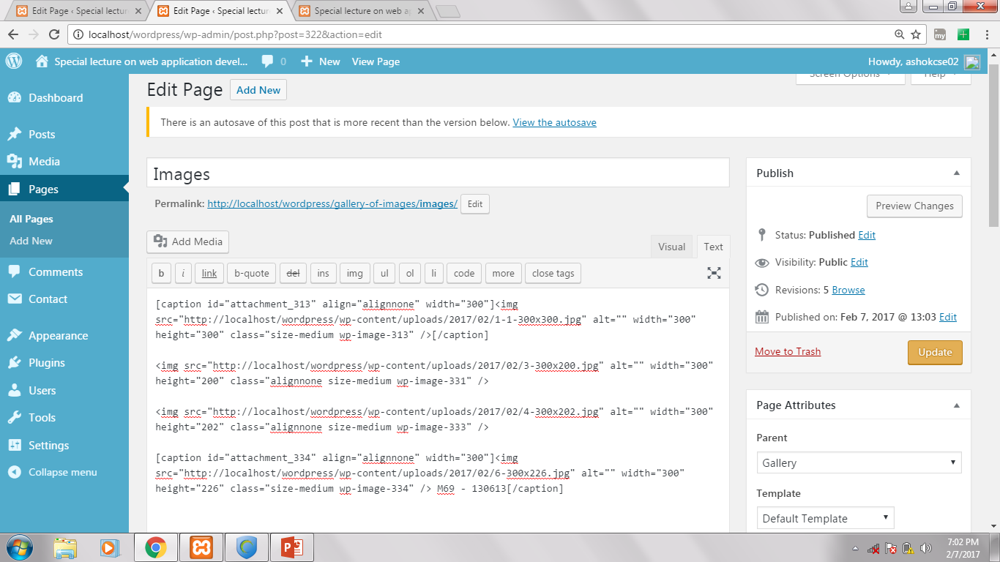 Edit Page ‹ Special lecture
Edit Page ‹ Special lectur
Special lecture on web ap
localhost/wordpress/wp-admin/post.php?post=322&action=edit
my
Special lecture on web application devel... 0 New View Page
Howdy, ashokcse02
Dashboard
Posts
Media
Pages
All Pages
Add New
Comments
Contact
Appearance
Plugins
Users
Tools
Settings
Collapse menu
Screen Options
Help
Edit Page Add New
There is an autosave of this post that is more recent than the version below. View the autosave
Images
Permalink: http://localhost/wordpress/gallery-of-images/images/ Edit
Add Media
Visual Text
b i link b-quote del ins img ul ol li code more close tags
[caption id="attachment_313" align="alignnone" width="300"]<img
src="http://localhost/wordpress/wp-content/uploads/2017/02/1-1-300x300.jpg" alt="" width="300"
height="300" class="size-medium wp-image-313" />[/caption]
<img src="http://localhost/wordpress/wp-content/uploads/2017/02/3-300x200.jpg" alt="" width="300"
height="200" class="alignnone size-medium wp-image-331" />
<img src="http://localhost/wordpress/wp-content/uploads/2017/02/4-300x202.jpg" alt="" width="300"
height="202" class="alignnone size-medium wp-image-333" />
[caption id="attachment_334" align="alignnone" width="300"]<img
src="http://localhost/wordpress/wp-content/uploads/2017/02/6-300x226.jpg" alt="" width="300"
height="226" class="size-medium wp-image-334" /> M69 - 130613[/caption]
Publish
Preview Changes
Status: Published Edit
Visibility: Public Edit
Revisions: 5 Browse
Published on: Feb 7, 2017 @ 13:03 Edit
Move to Trash
Update
Page Attributes
Parent
Gallery
Template
Default Template
7:02 PM
2/7/2017